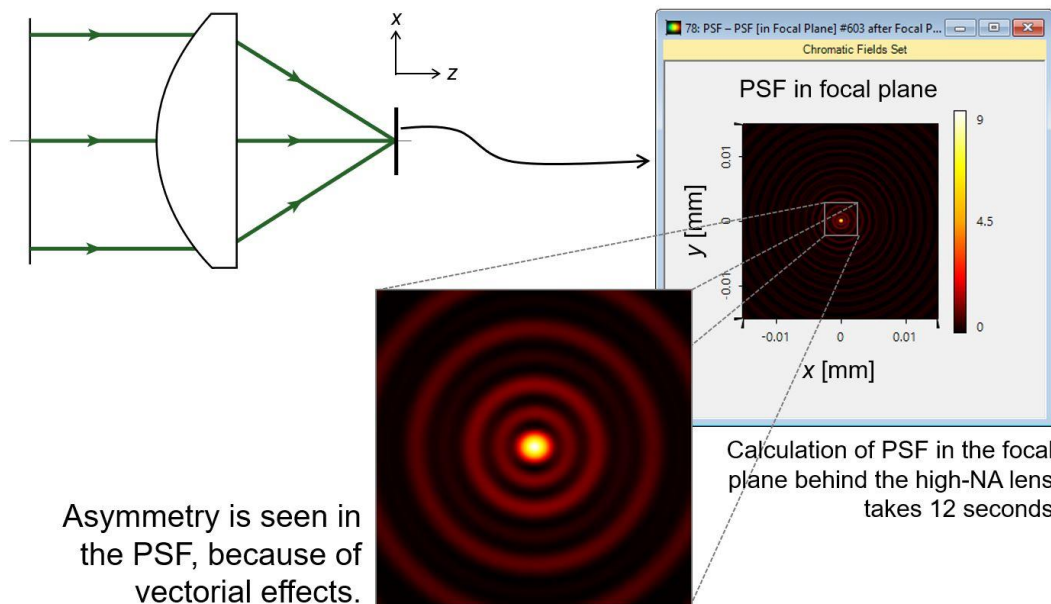 x
z
78: PSF – PSF [in Focal Plane] #603 after Focal P...
Chromatic Fields Set
PSF in focal plane
9
4.5
0
0.01
0
-0.01
y [mm]
-0.01
0
0.01
x [mm]
Calculation of PSF in the focal
plane behind the high-NA lens
takes 12 seconds
Asymmetry is seen in
the PSF, because of
vectorial effects.